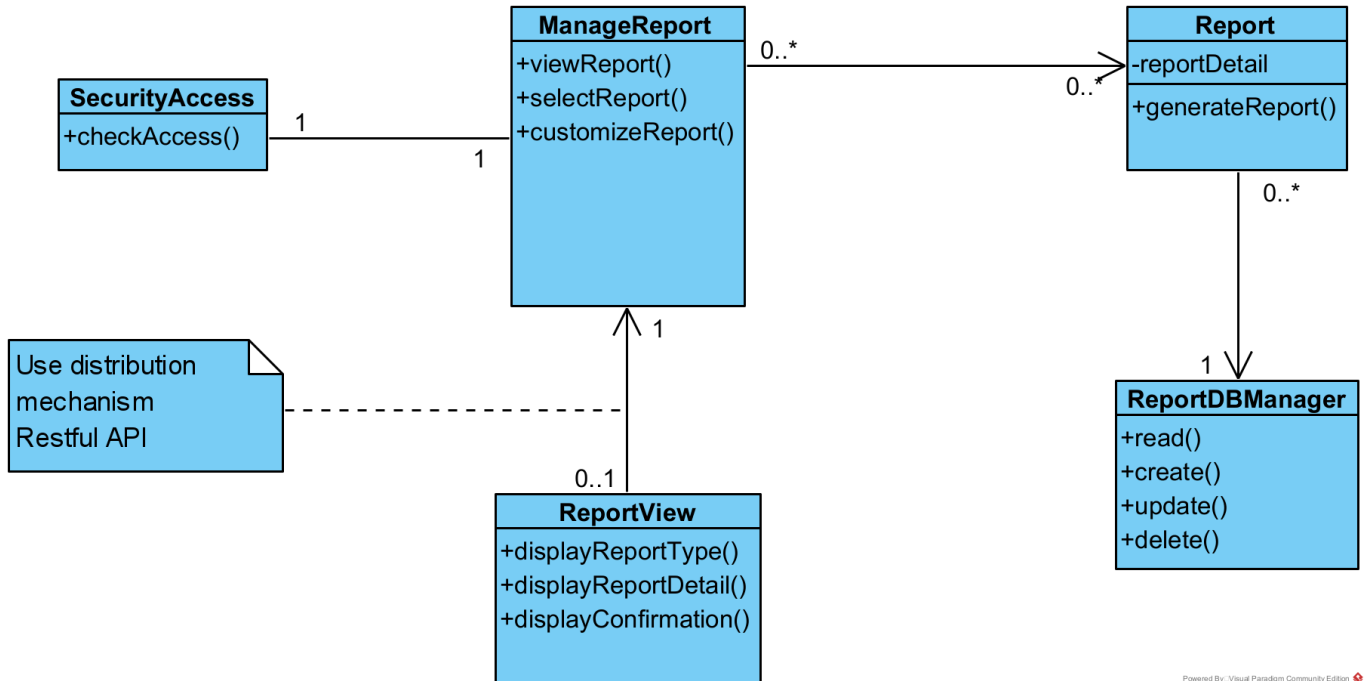 ManageReport
+viewReport()
+selectReport()
+customizeReport()
0..*
0..*
Report
-reportDetail
+generateReport()
SecurityAccess
+checkAccess()
1
1
0..*
1
Use distribution
mechanism
Restful API
1
0..1
ReportDBManager
+read()
+create()
+update()
+delete()
ReportView
+displayReportType()
+displayReportDetail()
+displayConfirmation()
Powered By: Visual Paradigm Community Edition